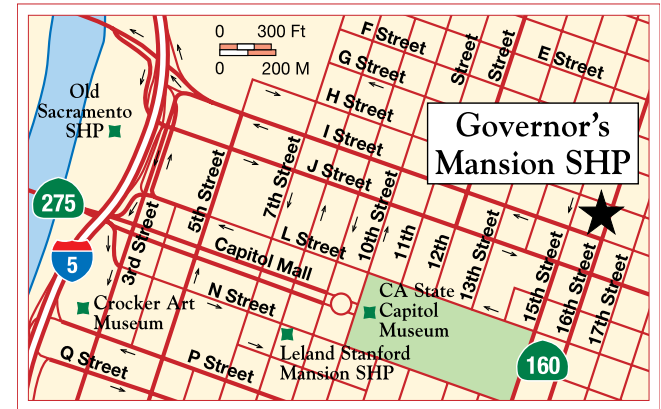 0 300 Ft
0 200 M
F Street
G Street
H Street
I Street
J Street
L Street
Capitol Mall
N Street
P Street
Q Street
E Street
Street
Street
3rd Street
5th Street
7th Street
10th Street
11th
12th
13th Street
15th Street
16th Street
17th Street
Old
Sacramento
SHP
Governor's
Mansion SHP
275
5
Crocker Art
Museum
CA State
Capitol
Museum
Leland Stanford
Mansion SHP
160